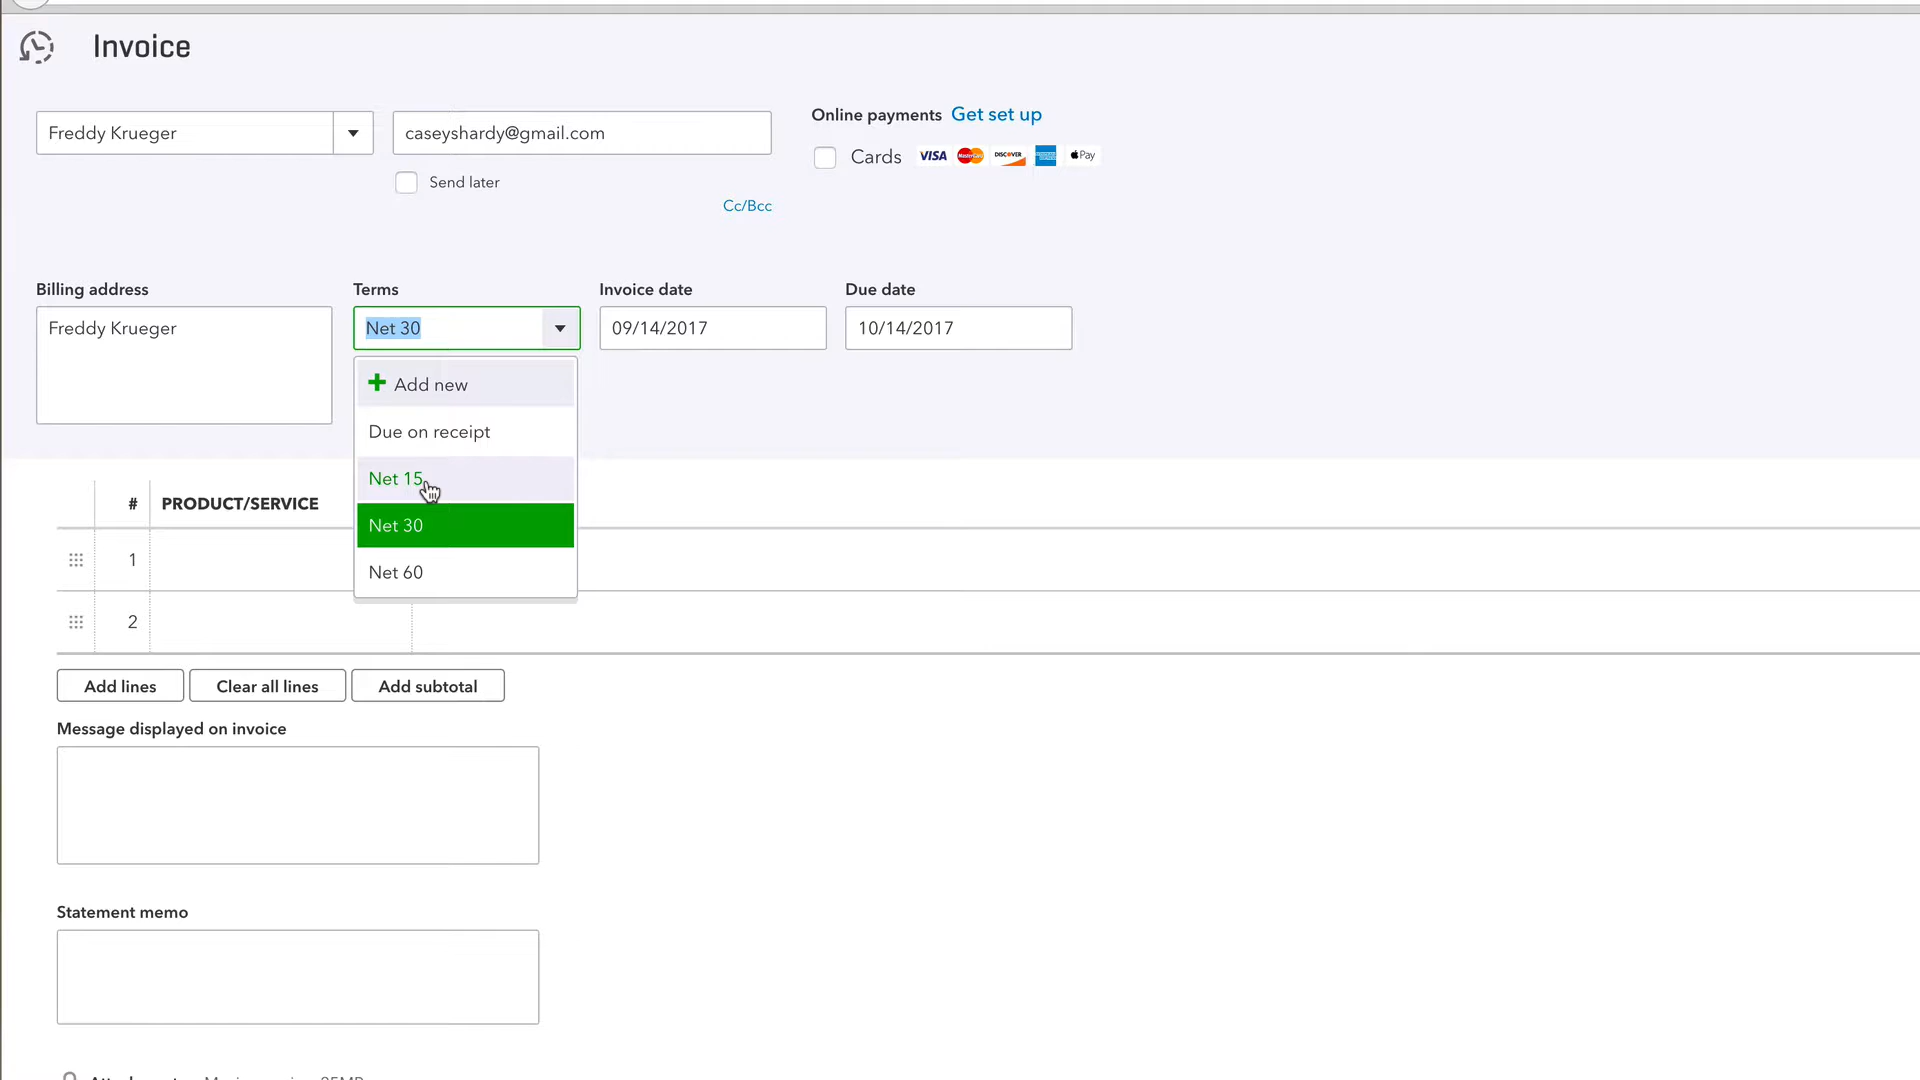 Invoice
Freddy Krueger
caseyshardy@gmail.com
Online payments Get set up
Cards VISA MasterCard DISCOVER Pay
Send later
Cc/Bcc
Billing address
Freddy Krueger
Terms
Net 30
Invoice date
09/14/2017
Due date
10/14/2017
Add new
Due on receipt
Net 15
Net 30
Net 60
# PRODUCT/SERVICE
1
2
Add lines Clear all lines Add subtotal
Message displayed on invoice
Statement memo